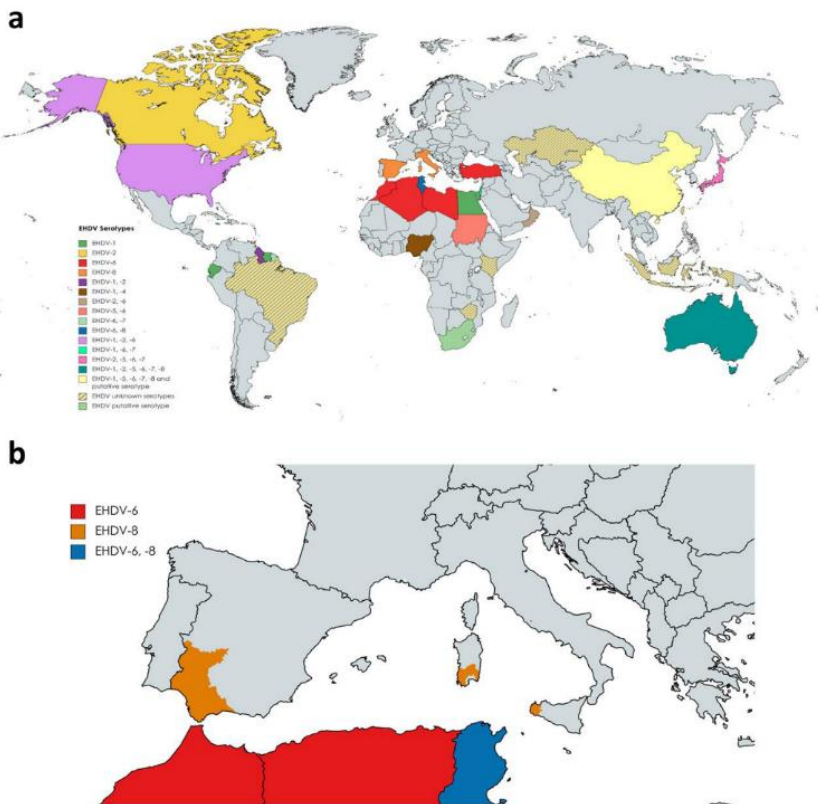 a
EHDV Serotypes
EHDV-1
EHDV-2
EHDV-6
EHDV-8
EHDV-1, -2
EHDV-1, -4
EHDV-2, -6
EHDV-5, -6
EHDV-6, -7
EHDV-6, -8
EHDV-1, -2, -6
EHDV-1, -6, -7
EHDV-2, -5, -6, -7
EHDV-1, -2, -5, -6, -7, -8
EHDV-1, -5, -6, -7, -8 and
putative serotype
EHDV unknown serotypes
EHDV putative serotype
b
EHDV-6
EHDV-8
EHDV-6, -8